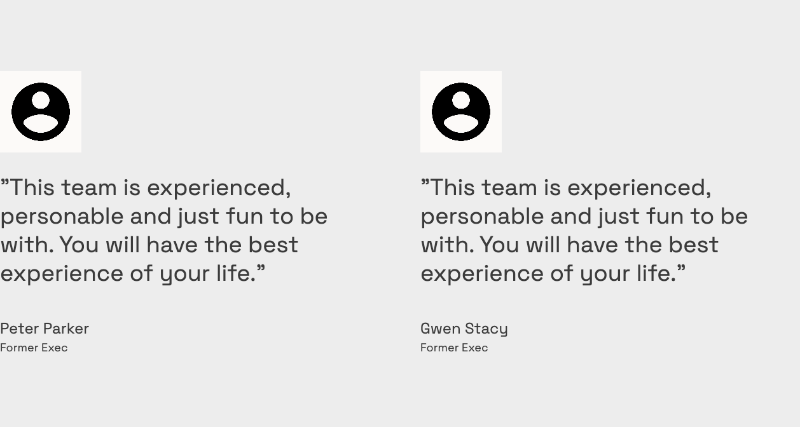 ”This team is experienced,
personable and just fun to be
with. You will have the best
experience of your life.”
Peter Parker
Former Exec
”This team is experienced,
personable and just fun to be
with. You will have the best
experience of your life.”
Gwen Stacy
Former Exec